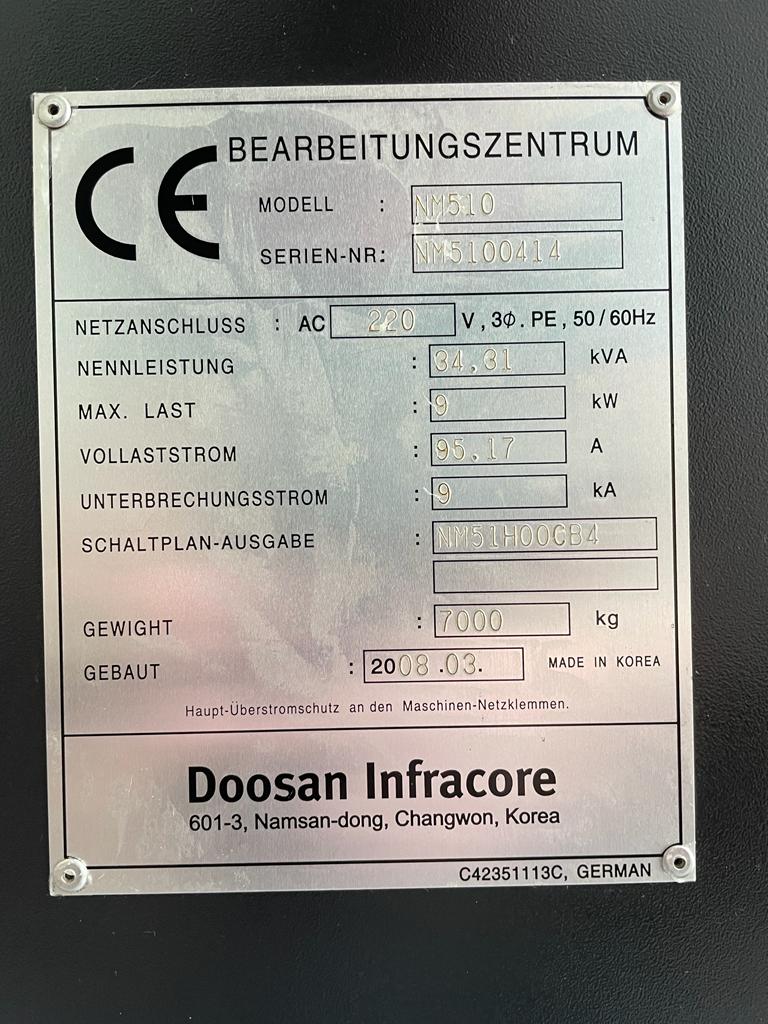 CE
BEARBEITUNGSZENTRUM
MODELL : NM510
SERIEN-NR: NM5100414
NETZANSCHLUSS : AC 220 V, 3Ø. PE, 50/60Hz
NENNLEISTUNG : 34,31 kVA
MAX. LAST : 9 kW
VOLLASTSTROM : 95,17 A
UNTERBRECHUNGSSTROM : 9 kA
SCHALTPLAN-AUSGABE : NM51H00CB4
GEWIGHT : 7000 kg
GEBAUT : 2008.03. MADE IN KOREA
Haupt-Überstromschutz an den Maschinen-Netzklemmen.
Doosan Infracore
601-3, Namsan-dong, Changwon, Korea
C42351113C, GERMAN